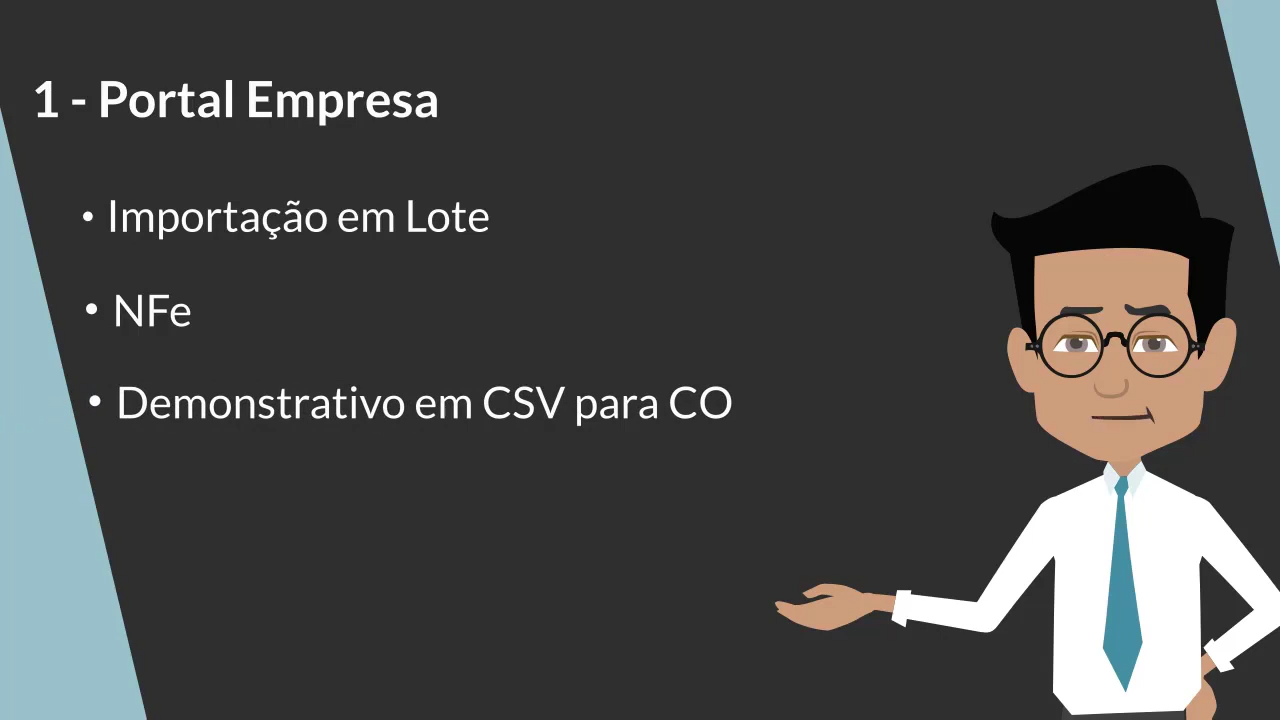 1 - Portal Empresa
• Importação em Lote
• NFe
• Demonstrativo em CSV para CO